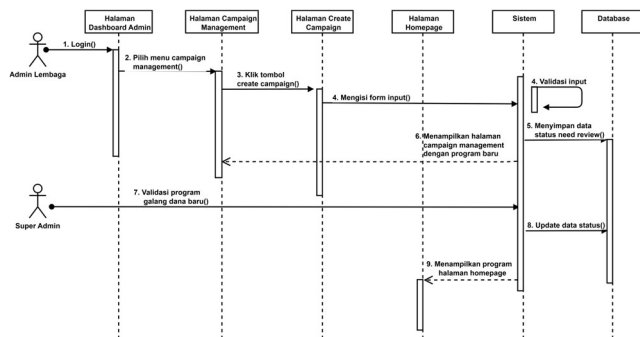 Halaman
Dashboard Admin
Halaman Campaign
Management
Halaman Create
Campaign
Halaman
Homepage
Sistem
Database
Admin Lembaga
1. Login()
2. Pilih menu campaign
management()
3. Klik tombol
create campaign()
4. Mengisi form input()
4. Validasi input
5. Menyimpan data
status need review()
6. Menampilkan halaman
campaign management
dengan program baru
7. Validasi program
galang dana baru()
Super Admin
8. Update data status()
9. Menampilkan program
halaman homepage